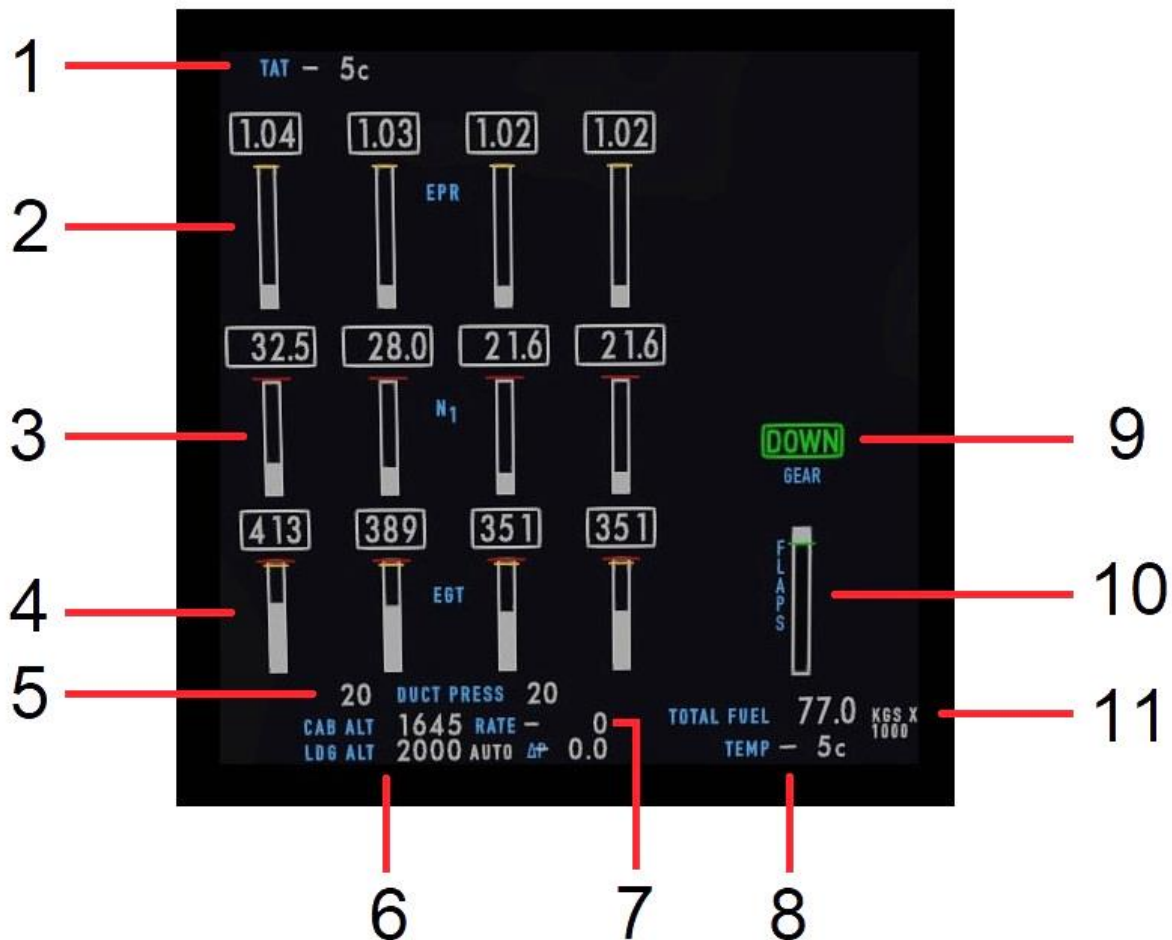 1
TAT - 5c
1.04 1.03 1.02 1.02
EPR
2
32.5 28.0 21.6 21.6
N1
3
DOWN
9
GEAR
413 389 351 351
EGT
4
FLAPS
10
5
20 DUCT PRESS 20
CAB ALT 1645 RATE - 0
LDG ALT 2000 AUTO ΔP 0.0
TOTAL FUEL 77.0 KGS X 1000
11
TEMP - 5c
6
7
8